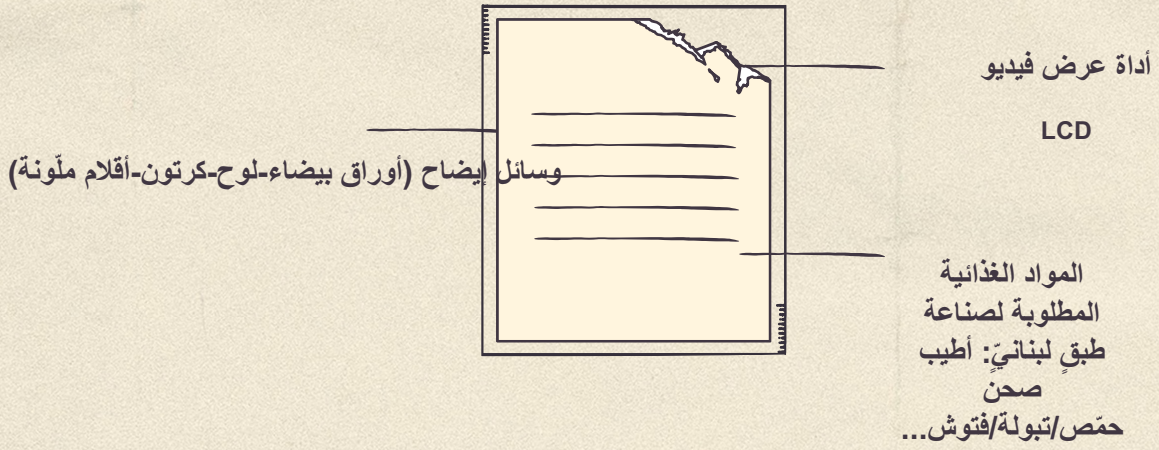 أداة عرض فيديو
LCD
وسائل إيضاح (أوراق بيضاء-لوح-كرتون-أقلام ملّونة)
المواد الغذائية
المطلوبة لصناعة
طبقٍ لبنانيّ: أطيب
صحن
حمّص/تبولة/فتوش...